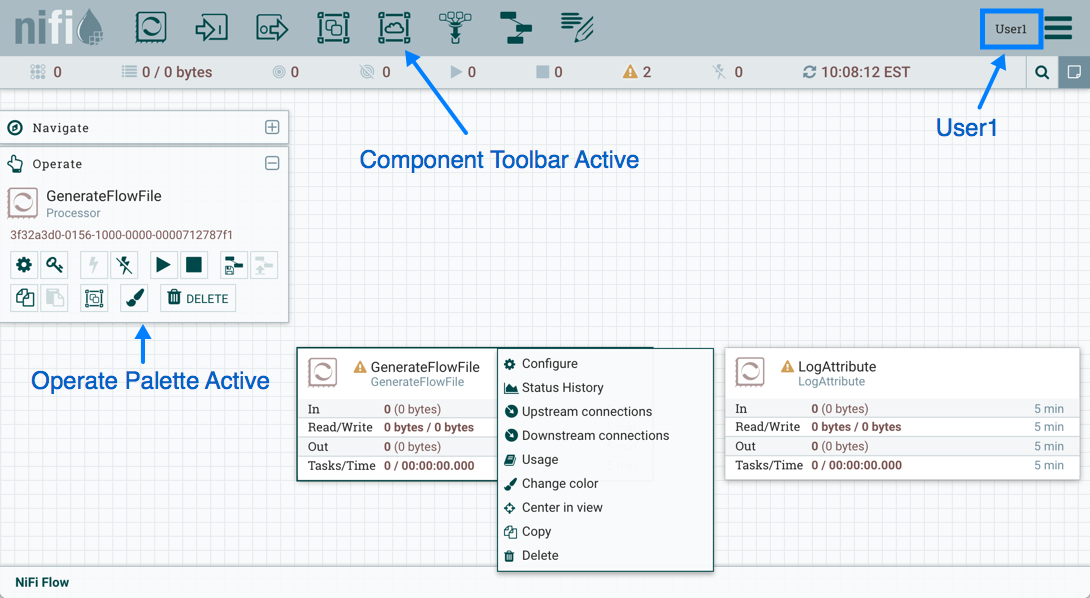 nifi
User1
0
0 / 0 bytes
0
0
0
0
2
0
10:08:12 EST
User1
Component Toolbar Active
Navigate
Operate
GenerateFlowFile
Processor
3f32a3d0-0156-1000-0000-0000712787f1
DELETE
Operate Palette Active
GenerateFlowFile
GenerateFlowFile
In 0 (0 bytes)
Read/Write 0 bytes / 0 bytes
Out 0 (0 bytes)
Tasks/Time 0 / 00:00:00.000
Configure
Status History
Upstream connections
Downstream connections
Usage
Change color
Center in view
Copy
Delete
LogAttribute
LogAttribute
In 0 (0 bytes) 5 min
Read/Write 0 bytes / 0 bytes 5 min
Out 0 (0 bytes) 5 min
Tasks/Time 0 / 00:00:00.000 5 min
NiFi Flow